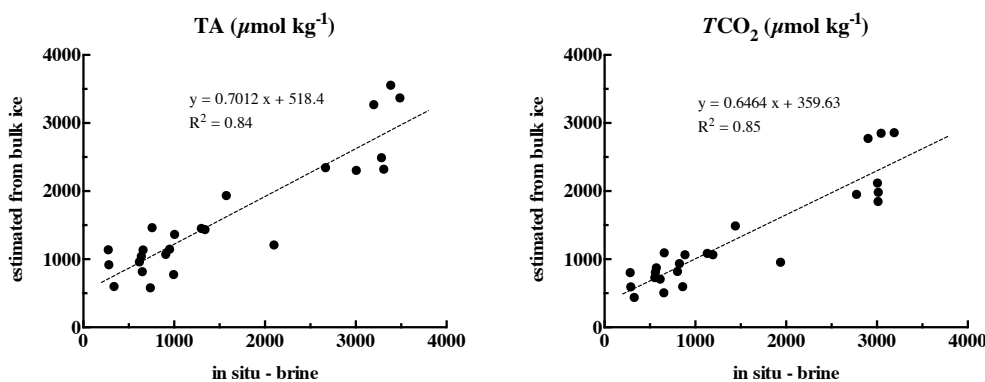 TA (µmol kg⁻¹)
4000
3000
2000
1000
0
estimated from bulk ice
y = 0.7012 x + 518.4
R² = 0.84
0 1000 2000 3000 4000
in situ - brine
TCO₂ (µmol kg⁻¹)
4000
3000
2000
1000
0
estimated from bulk ice
y = 0.6464 x + 359.63
R² = 0.85
0 1000 2000 3000 4000
in situ - brine